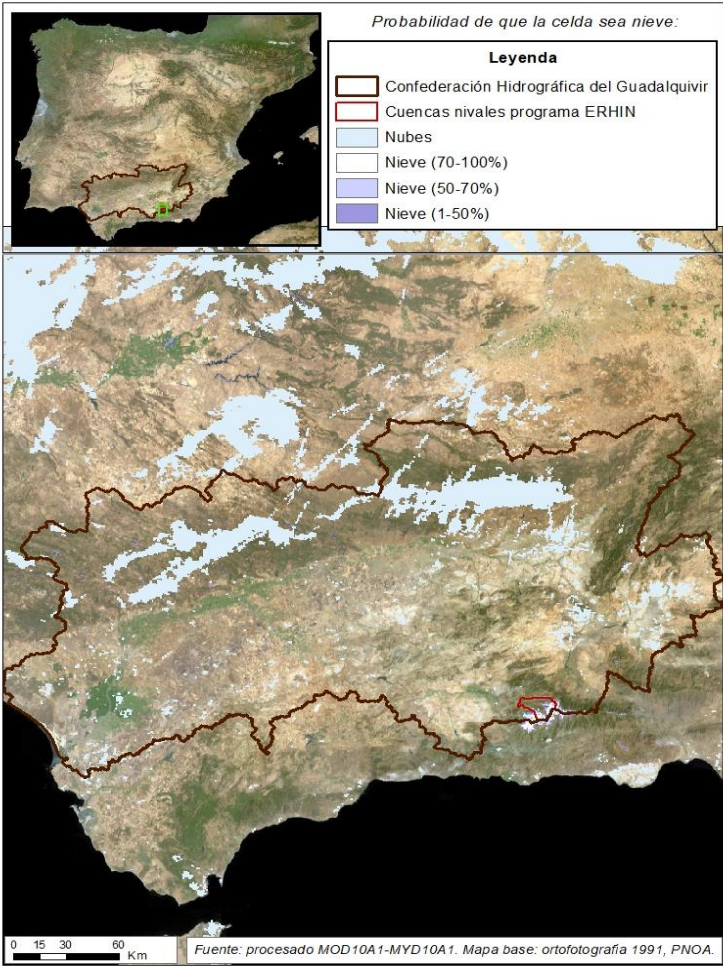 Probabilidad de que la celda sea nieve:
Leyenda
Confederación Hidrográfica del Guadalquivir
Cuencas nivales programa ERHIN
Nubes
Nieve (70-100%)
Nieve (50-70%)
Nieve (1-50%)
0 15 30 60
Km
Fuente: procesado MOD10A1-MYD10A1. Mapa base: ortofotografía 1991, PNOA.